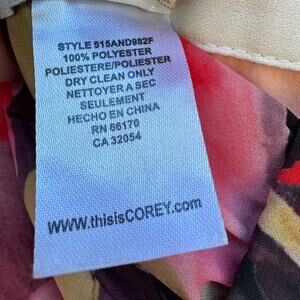 STYLE 515AND982F
100% POLYESTER
POLIESTERE/POLIESTER
DRY CLEAN ONLY
NETTOYER A SEC
SEULEMENT
HECHO EN CHINA
RN 66170
CA 32054
www.thisisCOREY.com